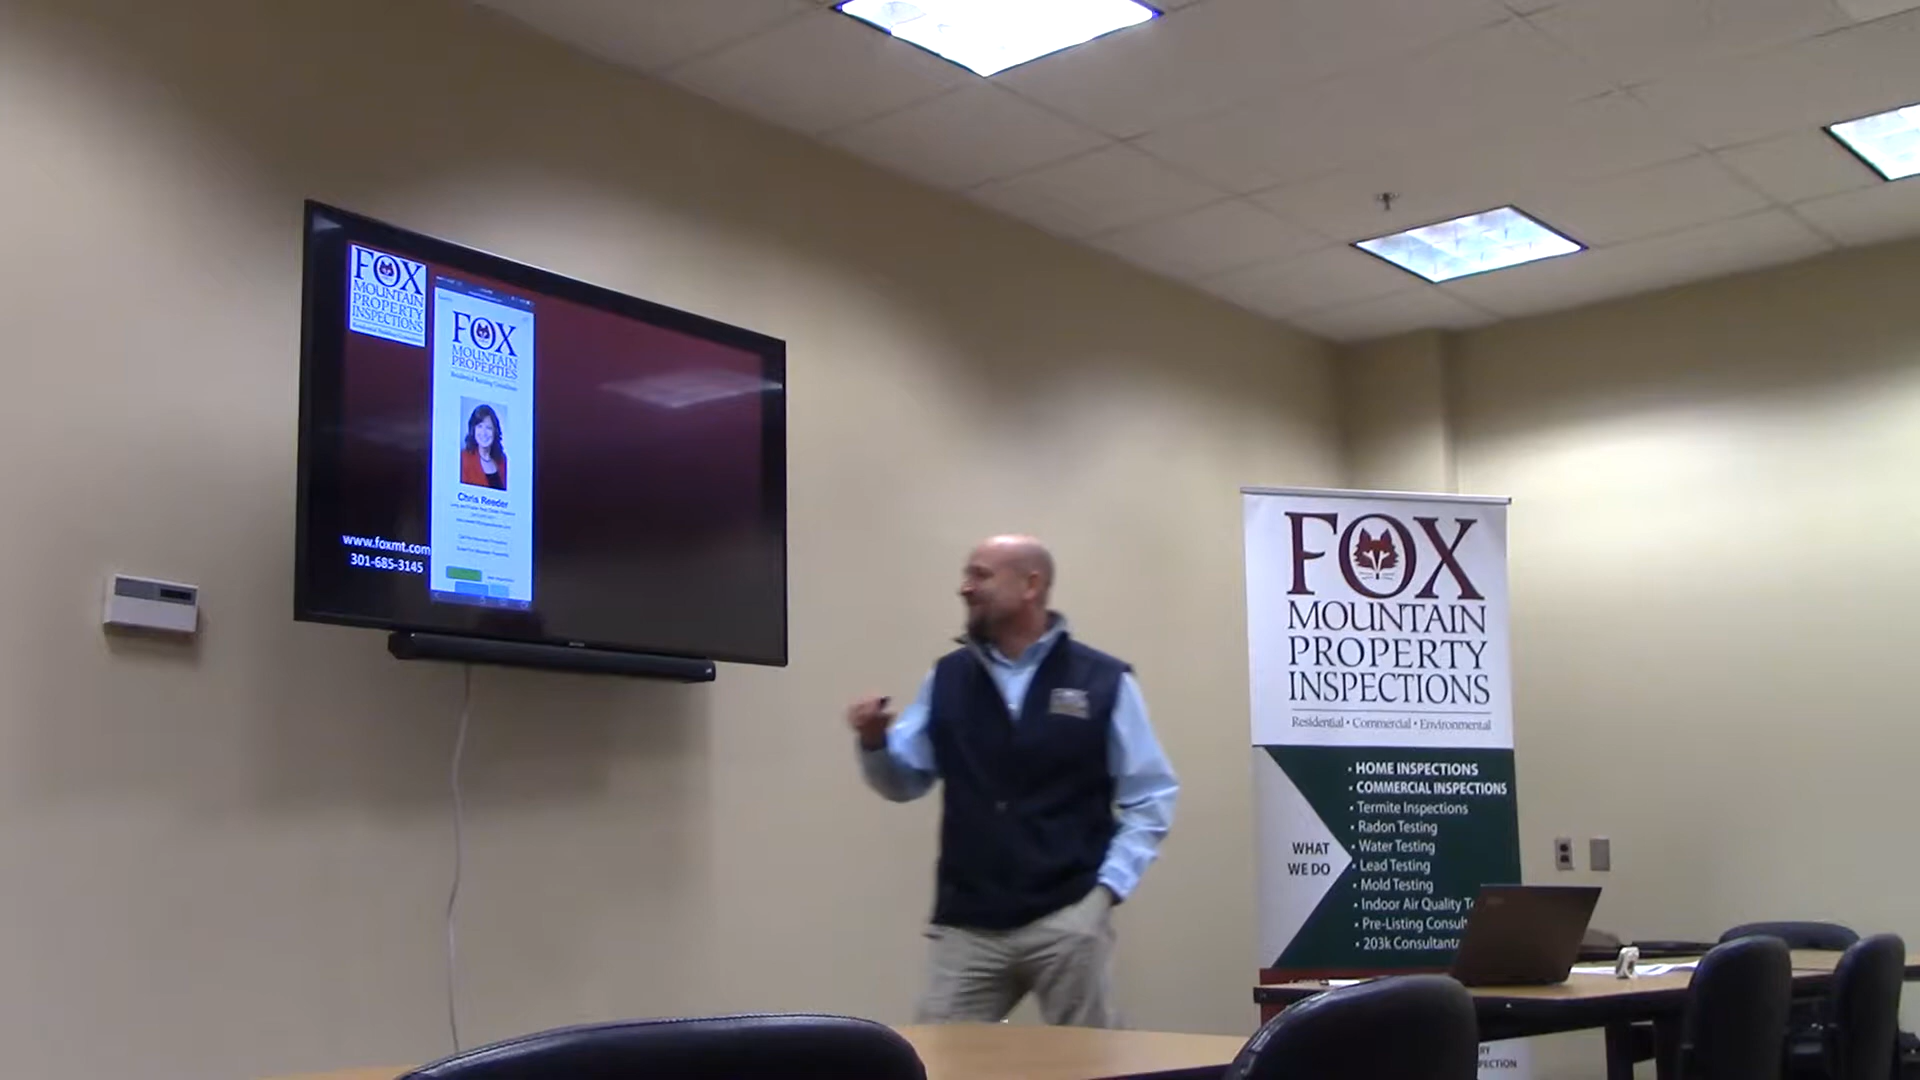 FOX
MOUNTAIN
PROPERTY
INSPECTIONS
www.foxmt.com
301-685-3145
FOX
MOUNTAIN
PROPERTIES
Chris Reeder
FOX
MOUNTAIN
PROPERTY
INSPECTIONS
Residential • Commercial • Environmental
WHAT
WE DO
• HOME INSPECTIONS
• COMMERCIAL INSPECTIONS
• Termite Inspections
• Radon Testing
• Water Testing
• Lead Testing
• Mold Testing
• Indoor Air Quality
• Pre-Listing
• 203k